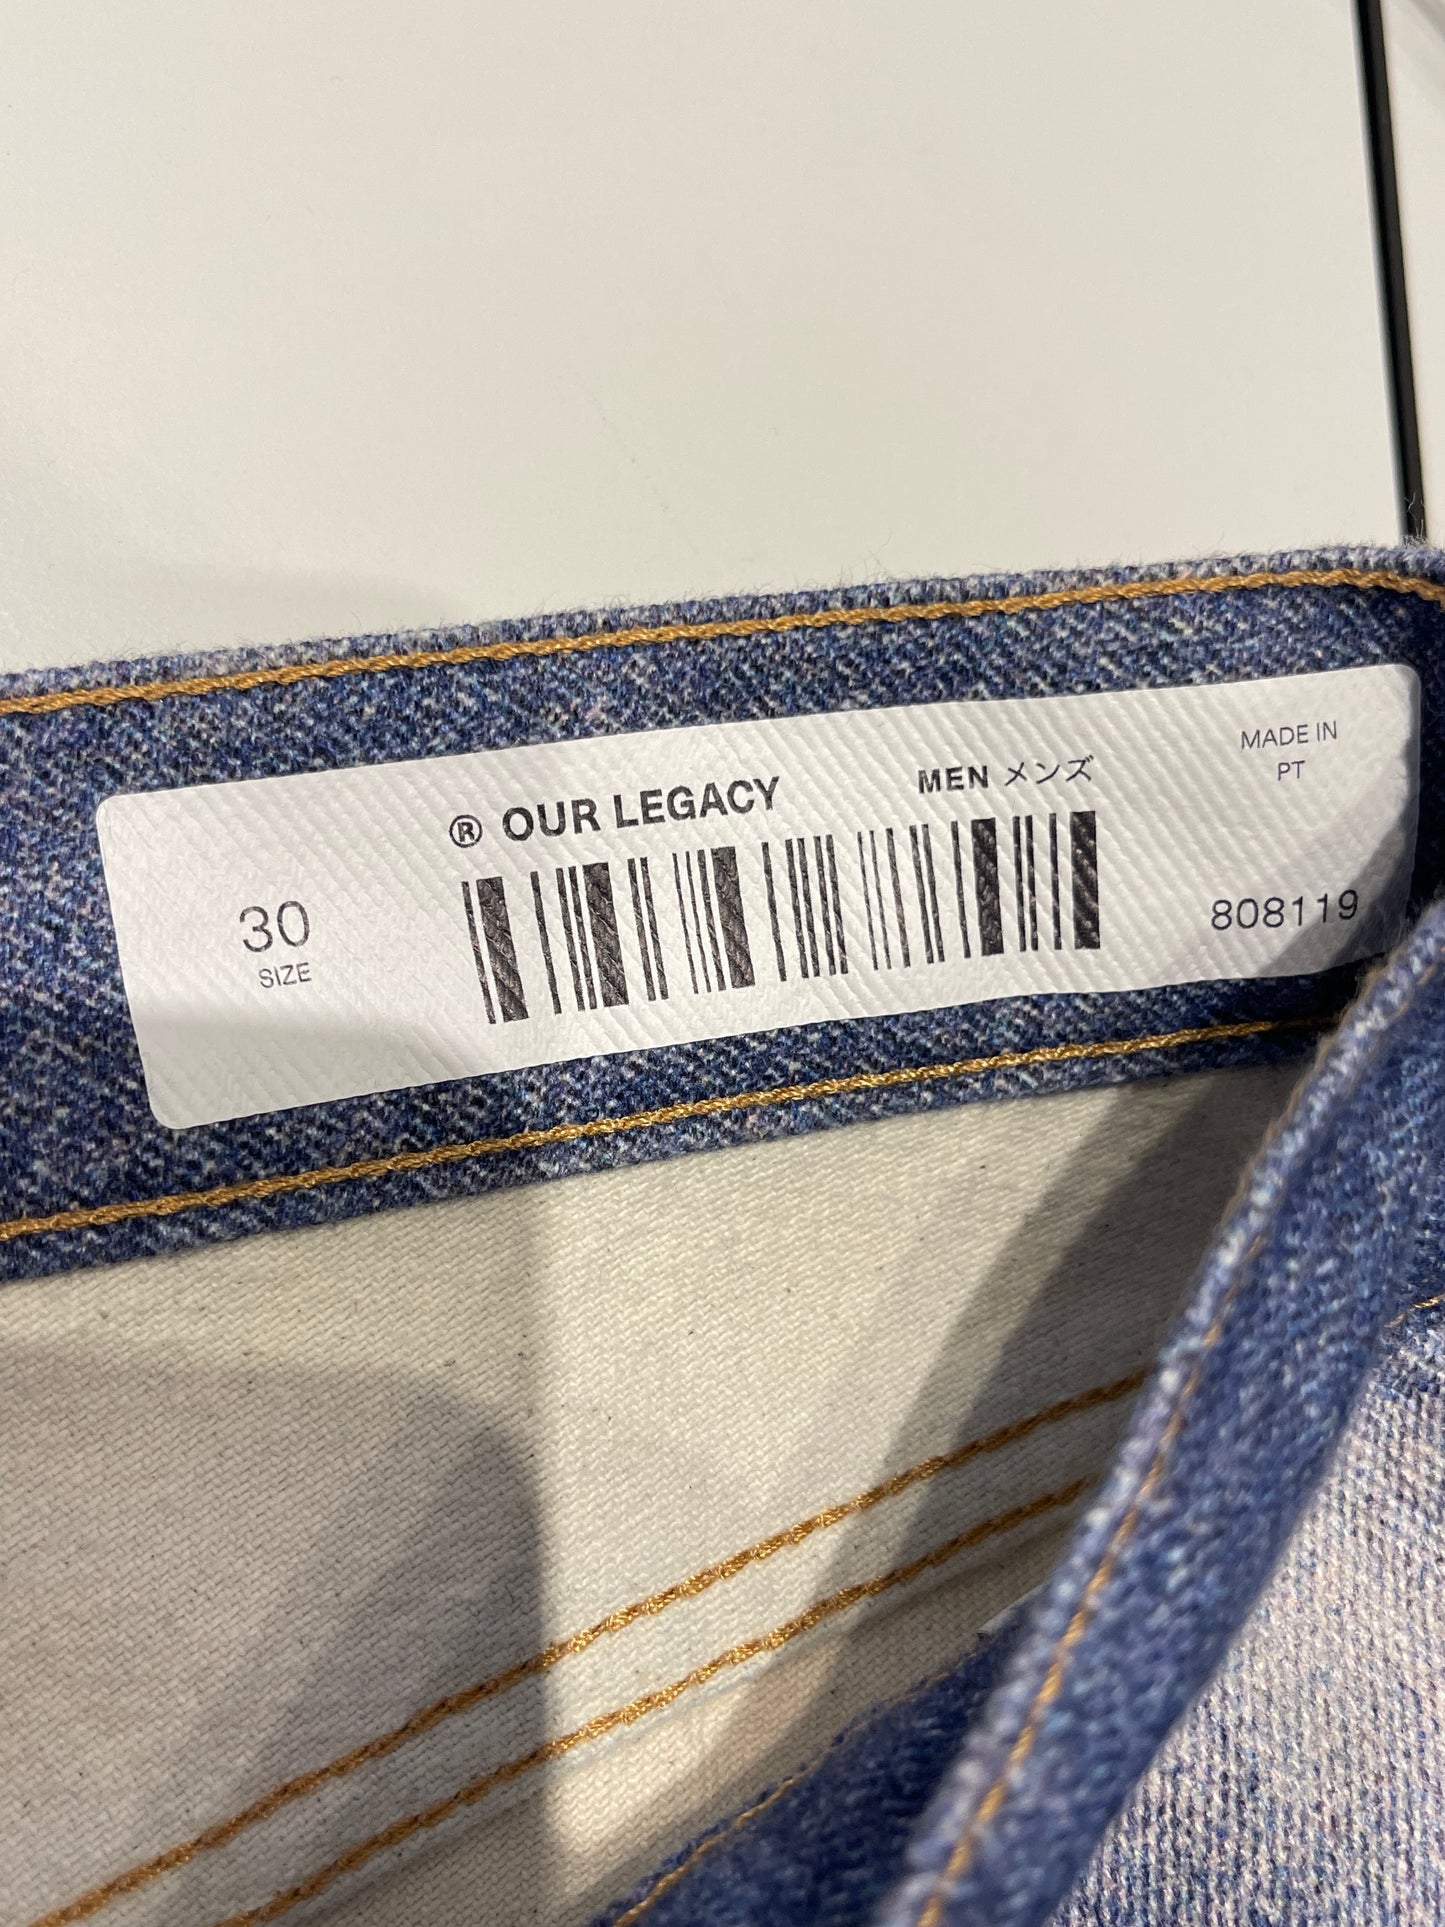 ® OUR LEGACY
MEN メンズ
MADE IN
PT
30
SIZE
808119